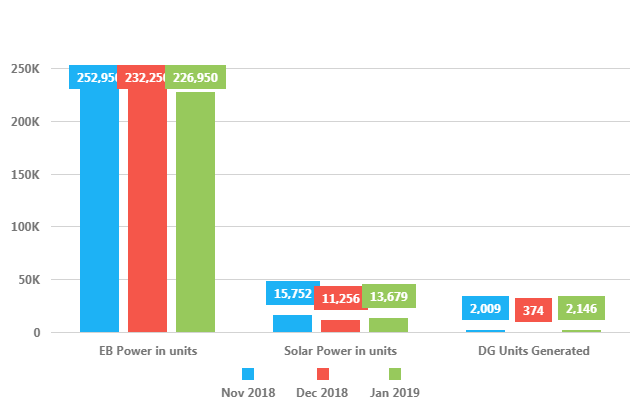 250K
252,950
232,250
226,950
200K
150K
100K
50K
15,752
11,256
13,679
2,009
374
2,146
0
EB Power in units
Solar Power in units
DG Units Generated
Nov 2018
Dec 2018
Jan 2019